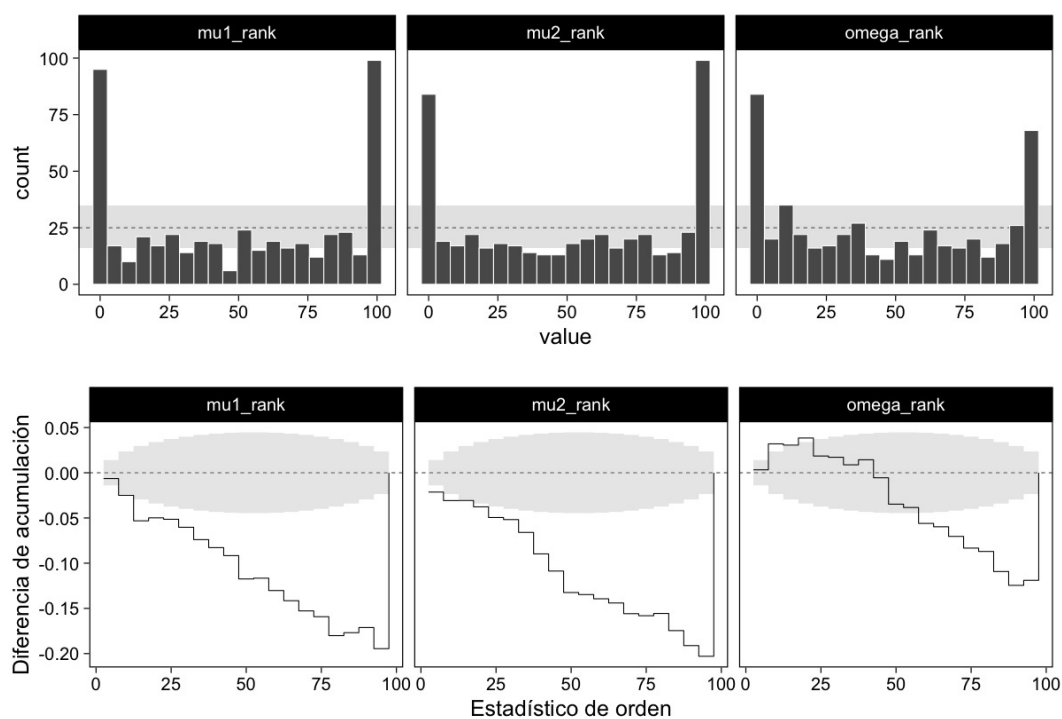 mu1_rank mu2_rank omega_rank
100
75
50
25
0
count
0 25 50 75 100 0 25 50 75 100 0 25 50 75 100
value
mu1_rank mu2_rank omega_rank
0.05
0.00
-0.05
-0.10
-0.15
-0.20
Diferencia de acumulación
0 25 50 75 100 0 25 50 75 100 0 25 50 75 100
Estadístico de orden